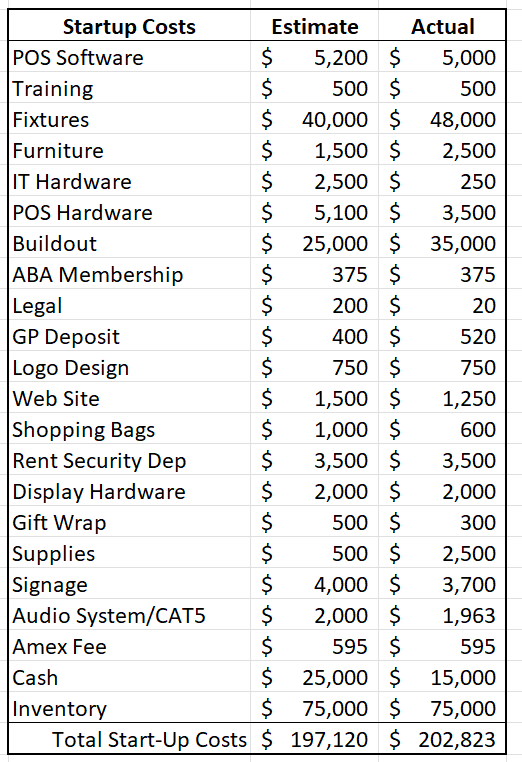 Startup Costs Estimate Actual
POS Software $ 5,200 $ 5,000
Training $ 500 $ 500
Fixtures $ 40,000 $ 48,000
Furniture $ 1,500 $ 2,500
IT Hardware $ 2,500 $ 250
POS Hardware $ 5,100 $ 3,500
Buildout $ 25,000 $ 35,000
ABA Membership $ 375 $ 375
Legal $ 200 $ 20
GP Deposit $ 400 $ 520
Logo Design $ 750 $ 750
Web Site $ 1,500 $ 1,250
Shopping Bags $ 1,000 $ 600
Rent Security Dep $ 3,500 $ 3,500
Display Hardware $ 2,000 $ 2,000
Gift Wrap $ 500 $ 300
Supplies $ 500 $ 2,500
Signage $ 4,000 $ 3,700
Audio System/CAT5 $ 2,000 $ 1,963
Amex Fee $ 595 $ 595
Cash $ 25,000 $ 15,000
Inventory $ 75,000 $ 75,000
Total Start-Up Costs $ 197,120 $ 202,823